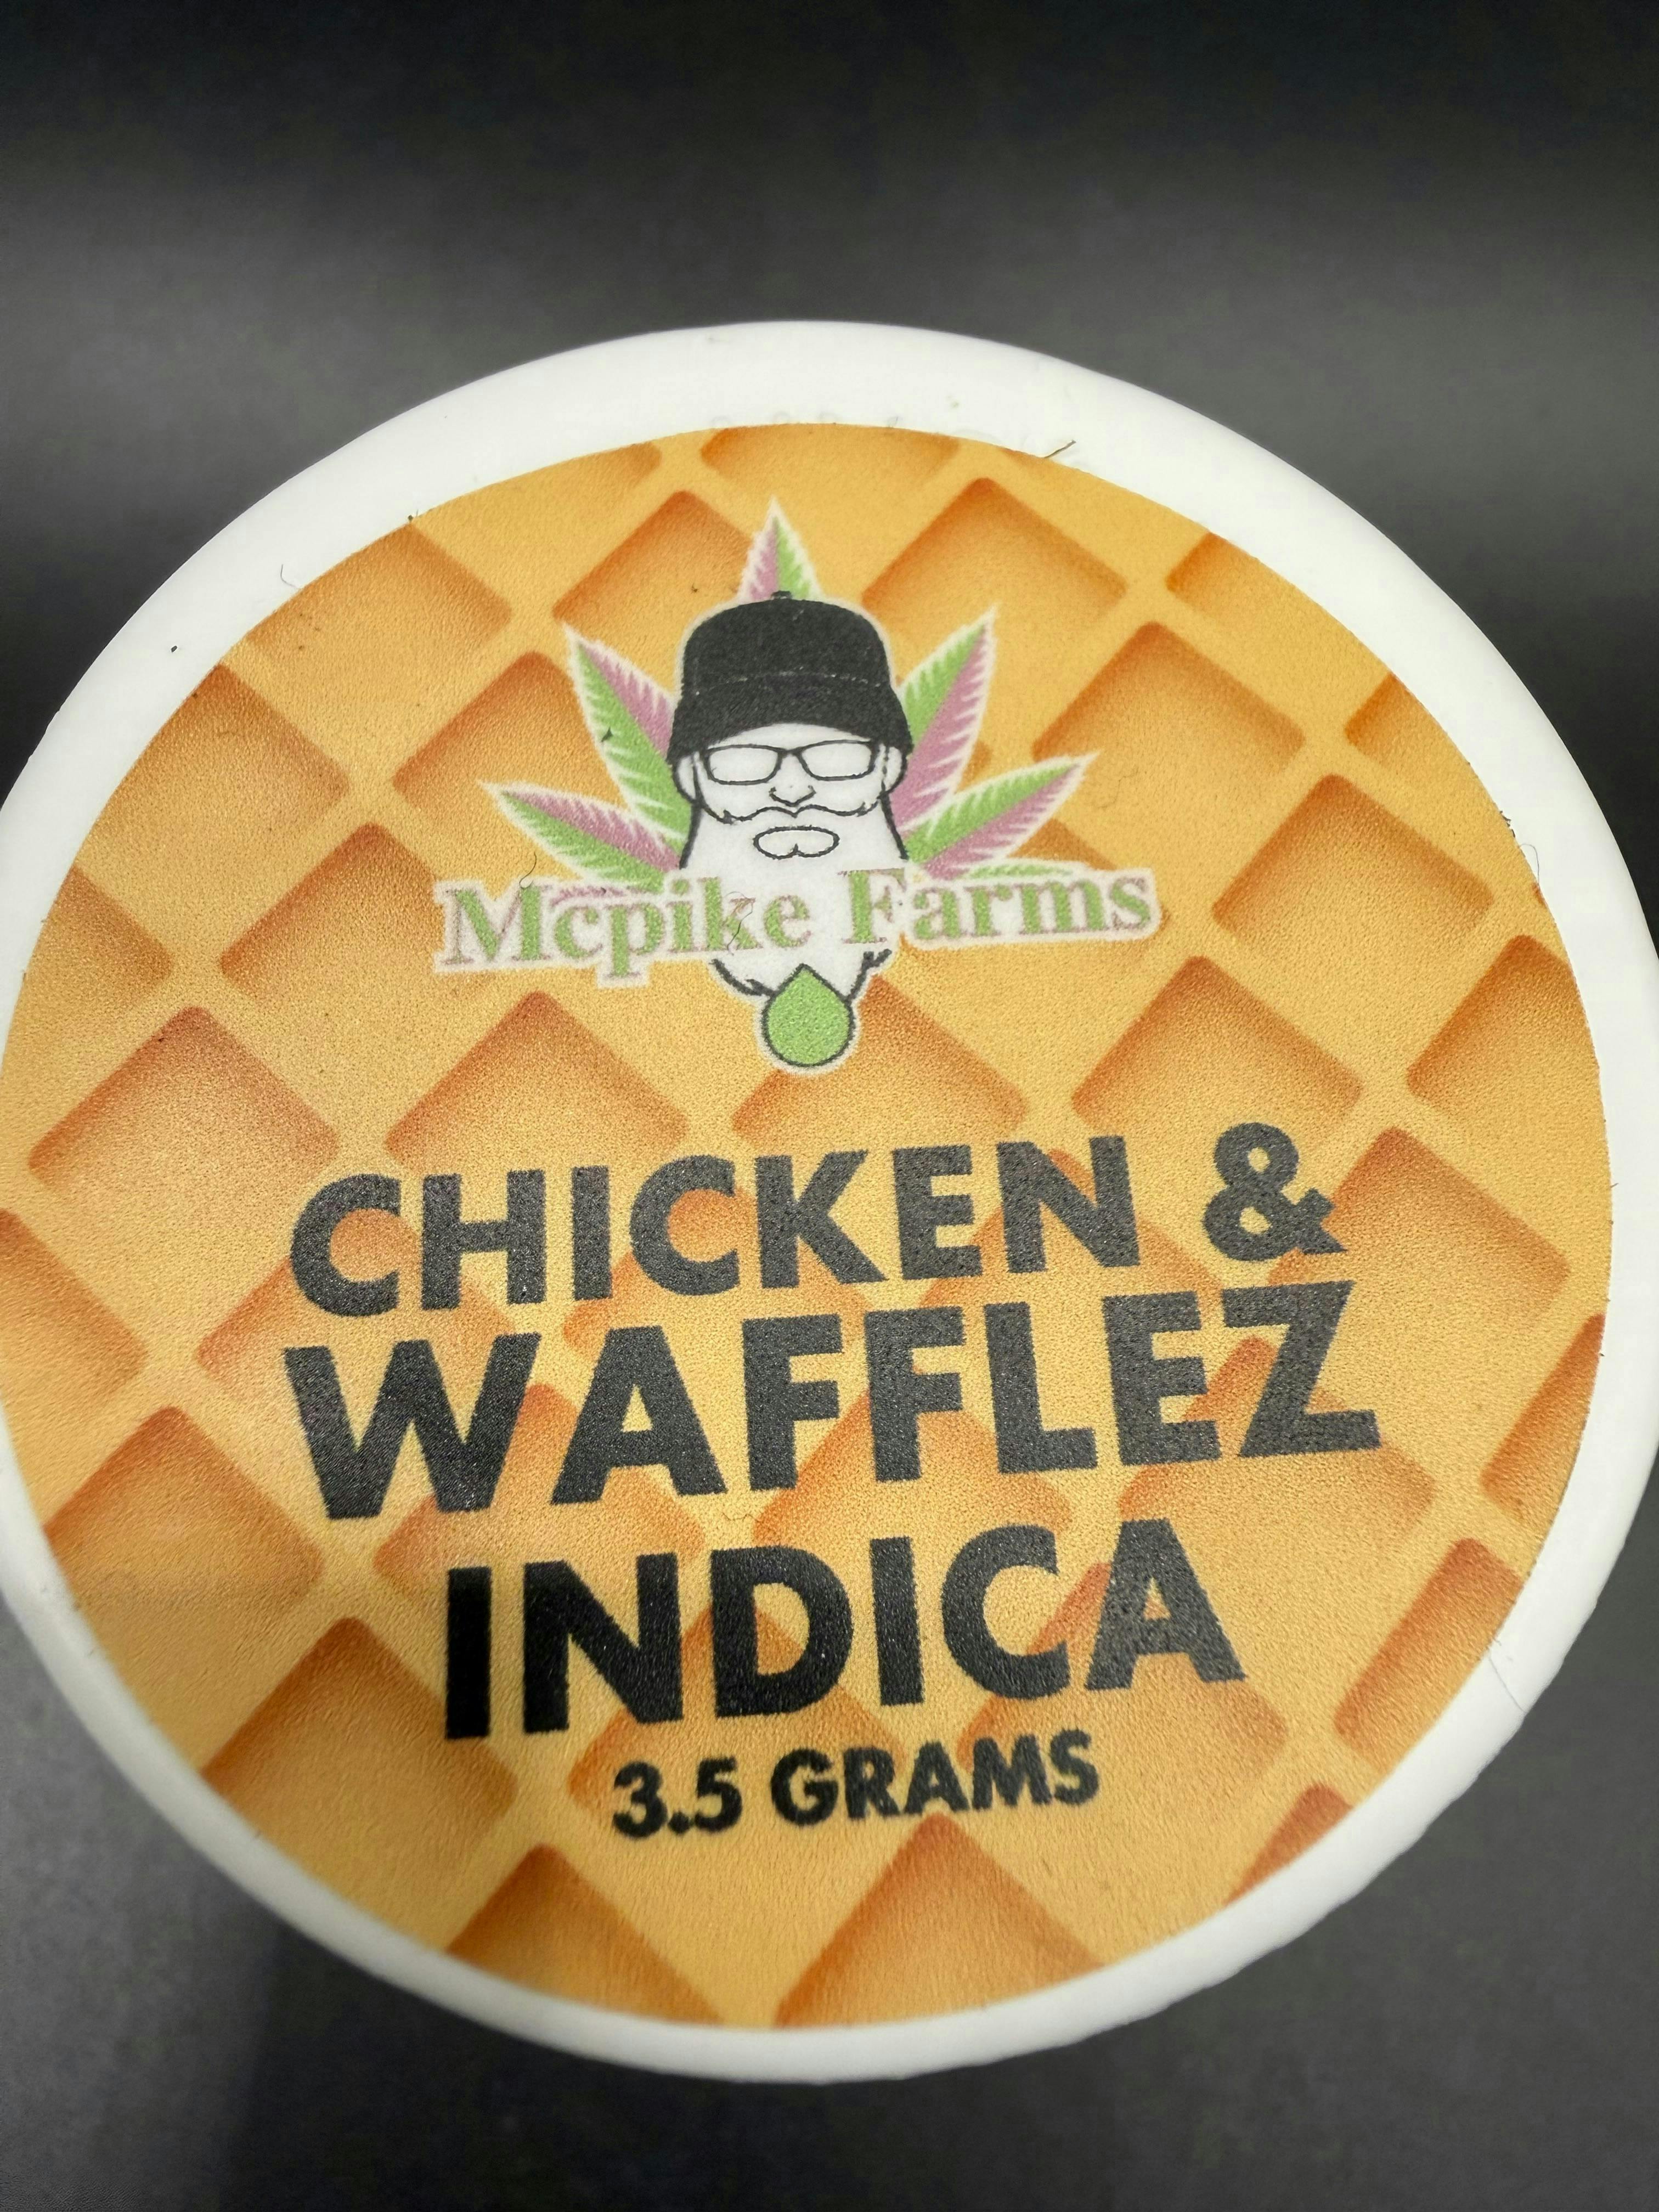 Mcpike Farms
CHICKEN &
WAFFLEZ
INDICA
3.5 GRAMS